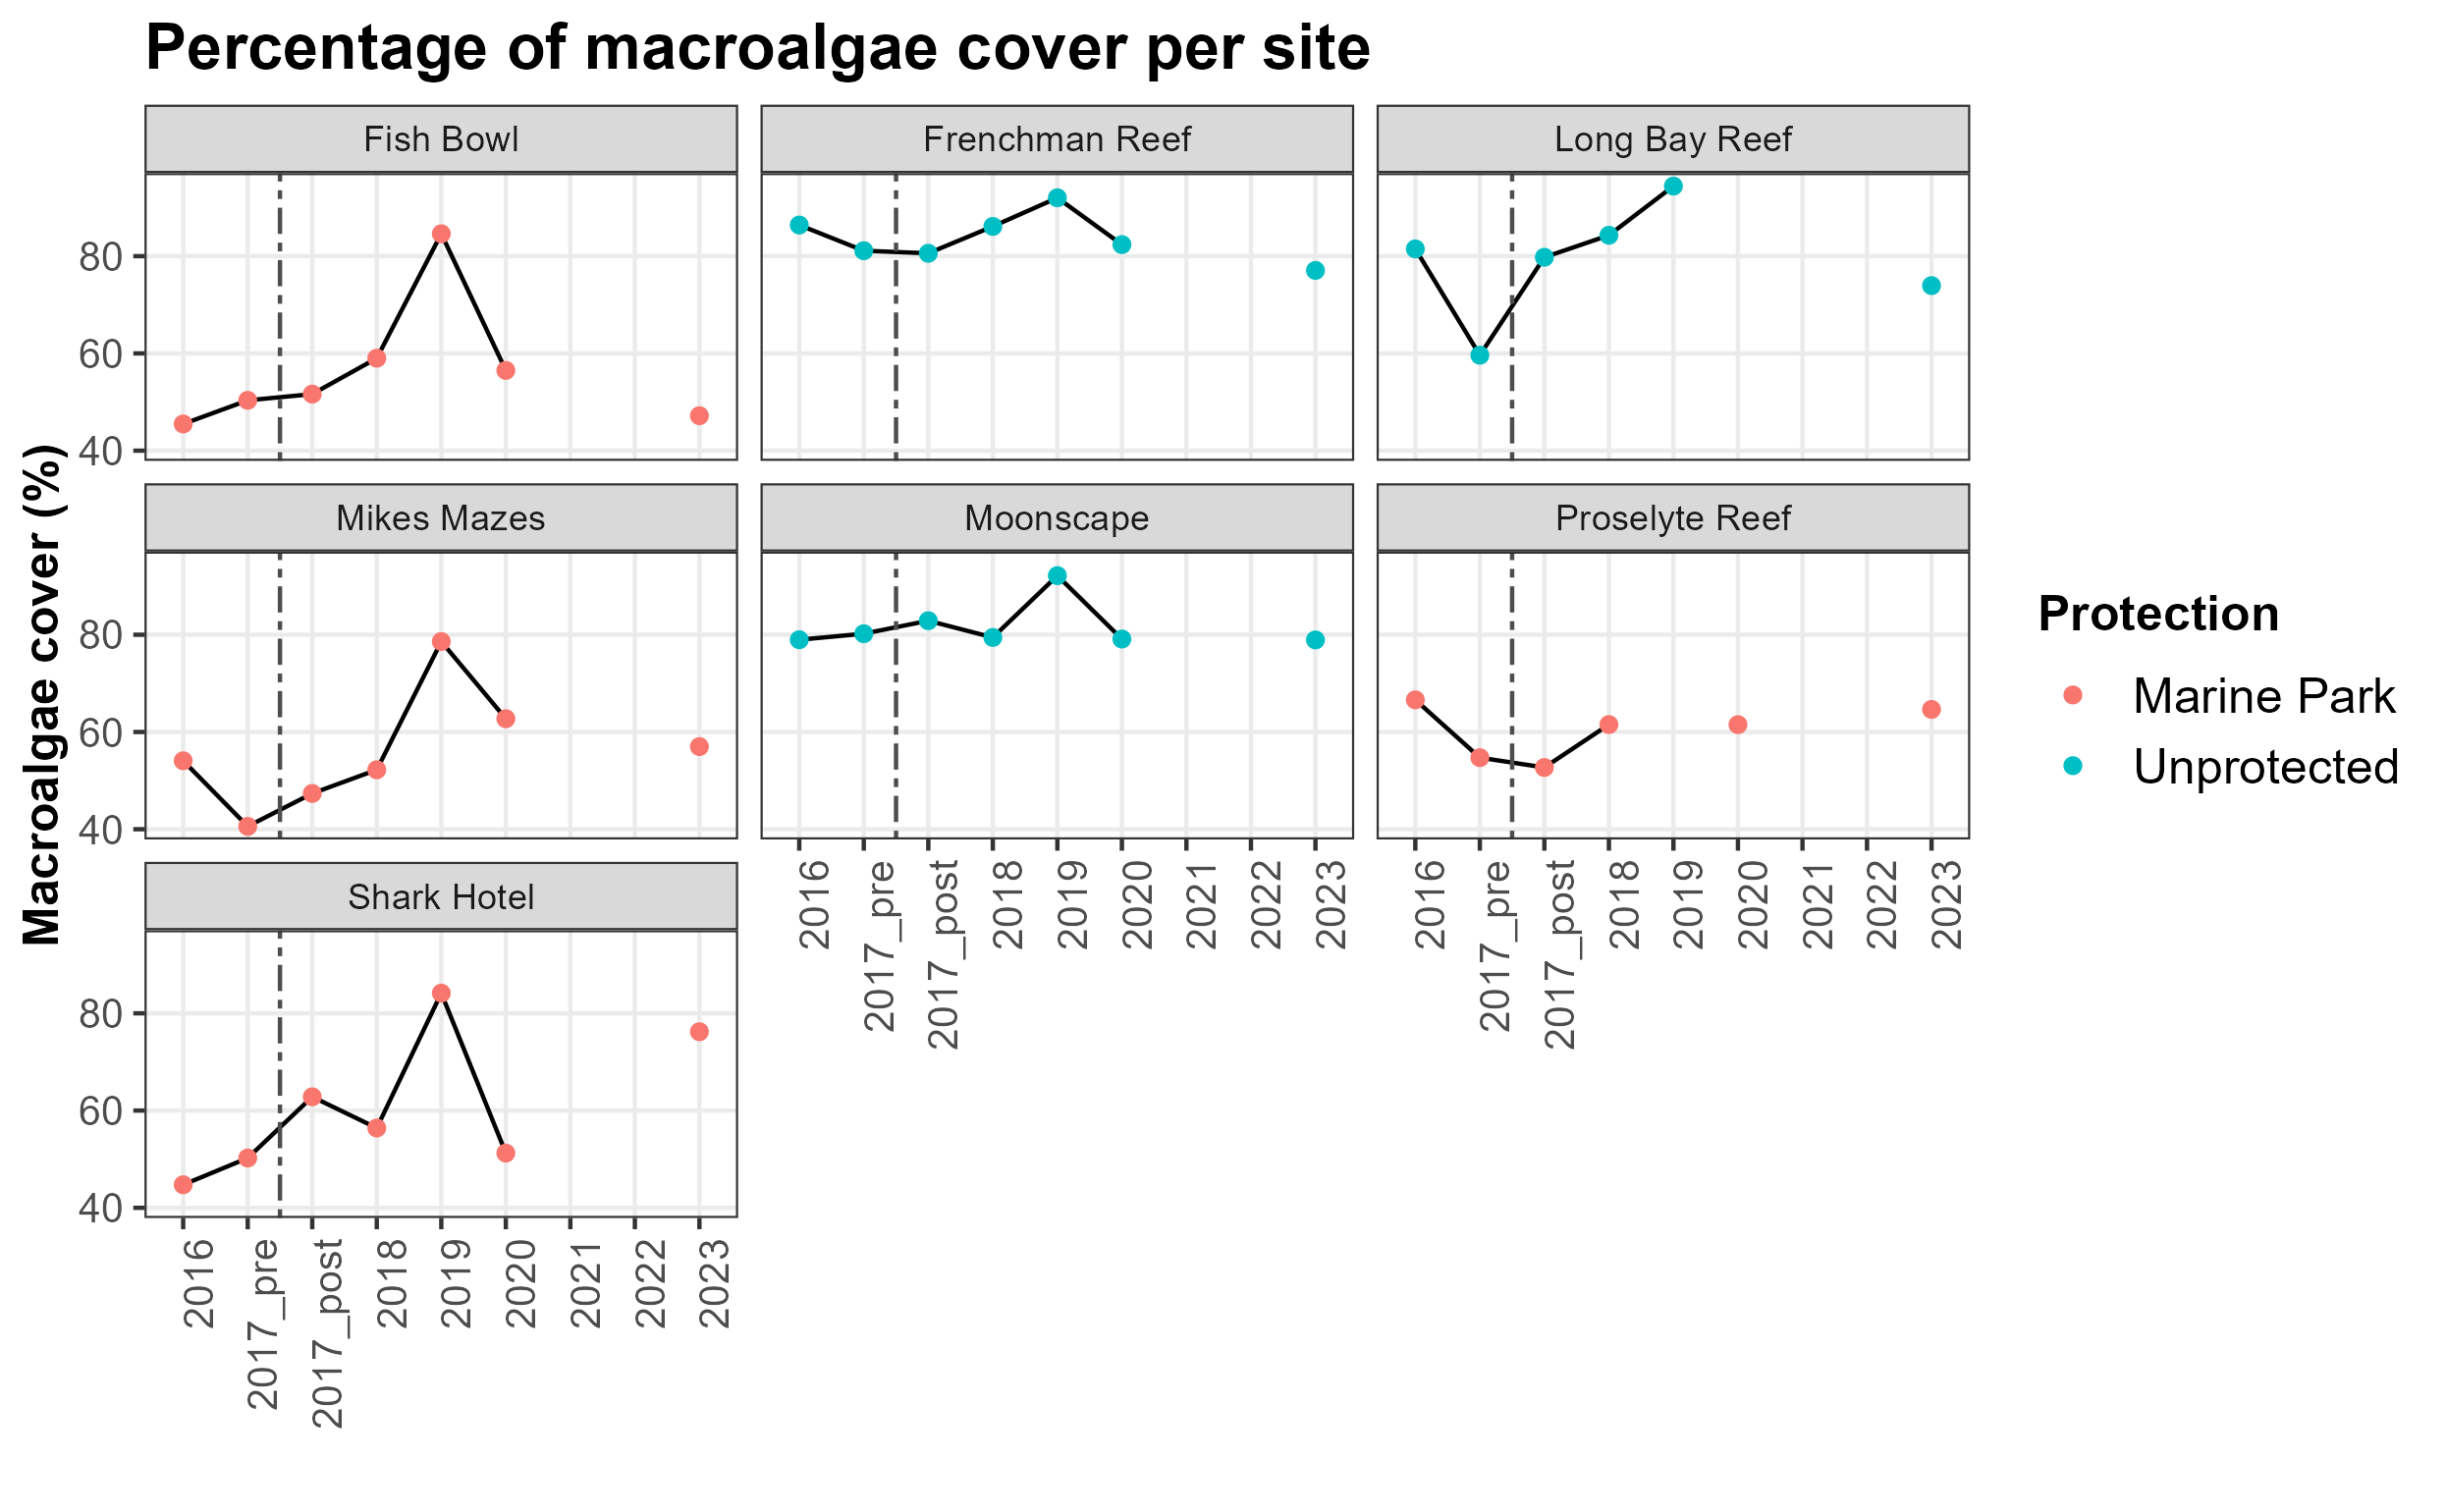 Percentage of macroalgae cover per site
Fish Bowl
Frenchman Reef
Long Bay Reef
80
60
40
Mikes Mazes
Moonscape
Proselyte Reef
80
60
40
Shark Hotel
80
60
40
2016
2017_pre
2017_post
2018
2019
2020
2021
2022
2023
2016
2017_pre
2017_post
2018
2019
2020
2021
2022
2023
2016
2017_pre
2017_post
2018
2019
2020
2021
2022
2023
Macroalgae cover (%)
Protection
Marine Park
Unprotected